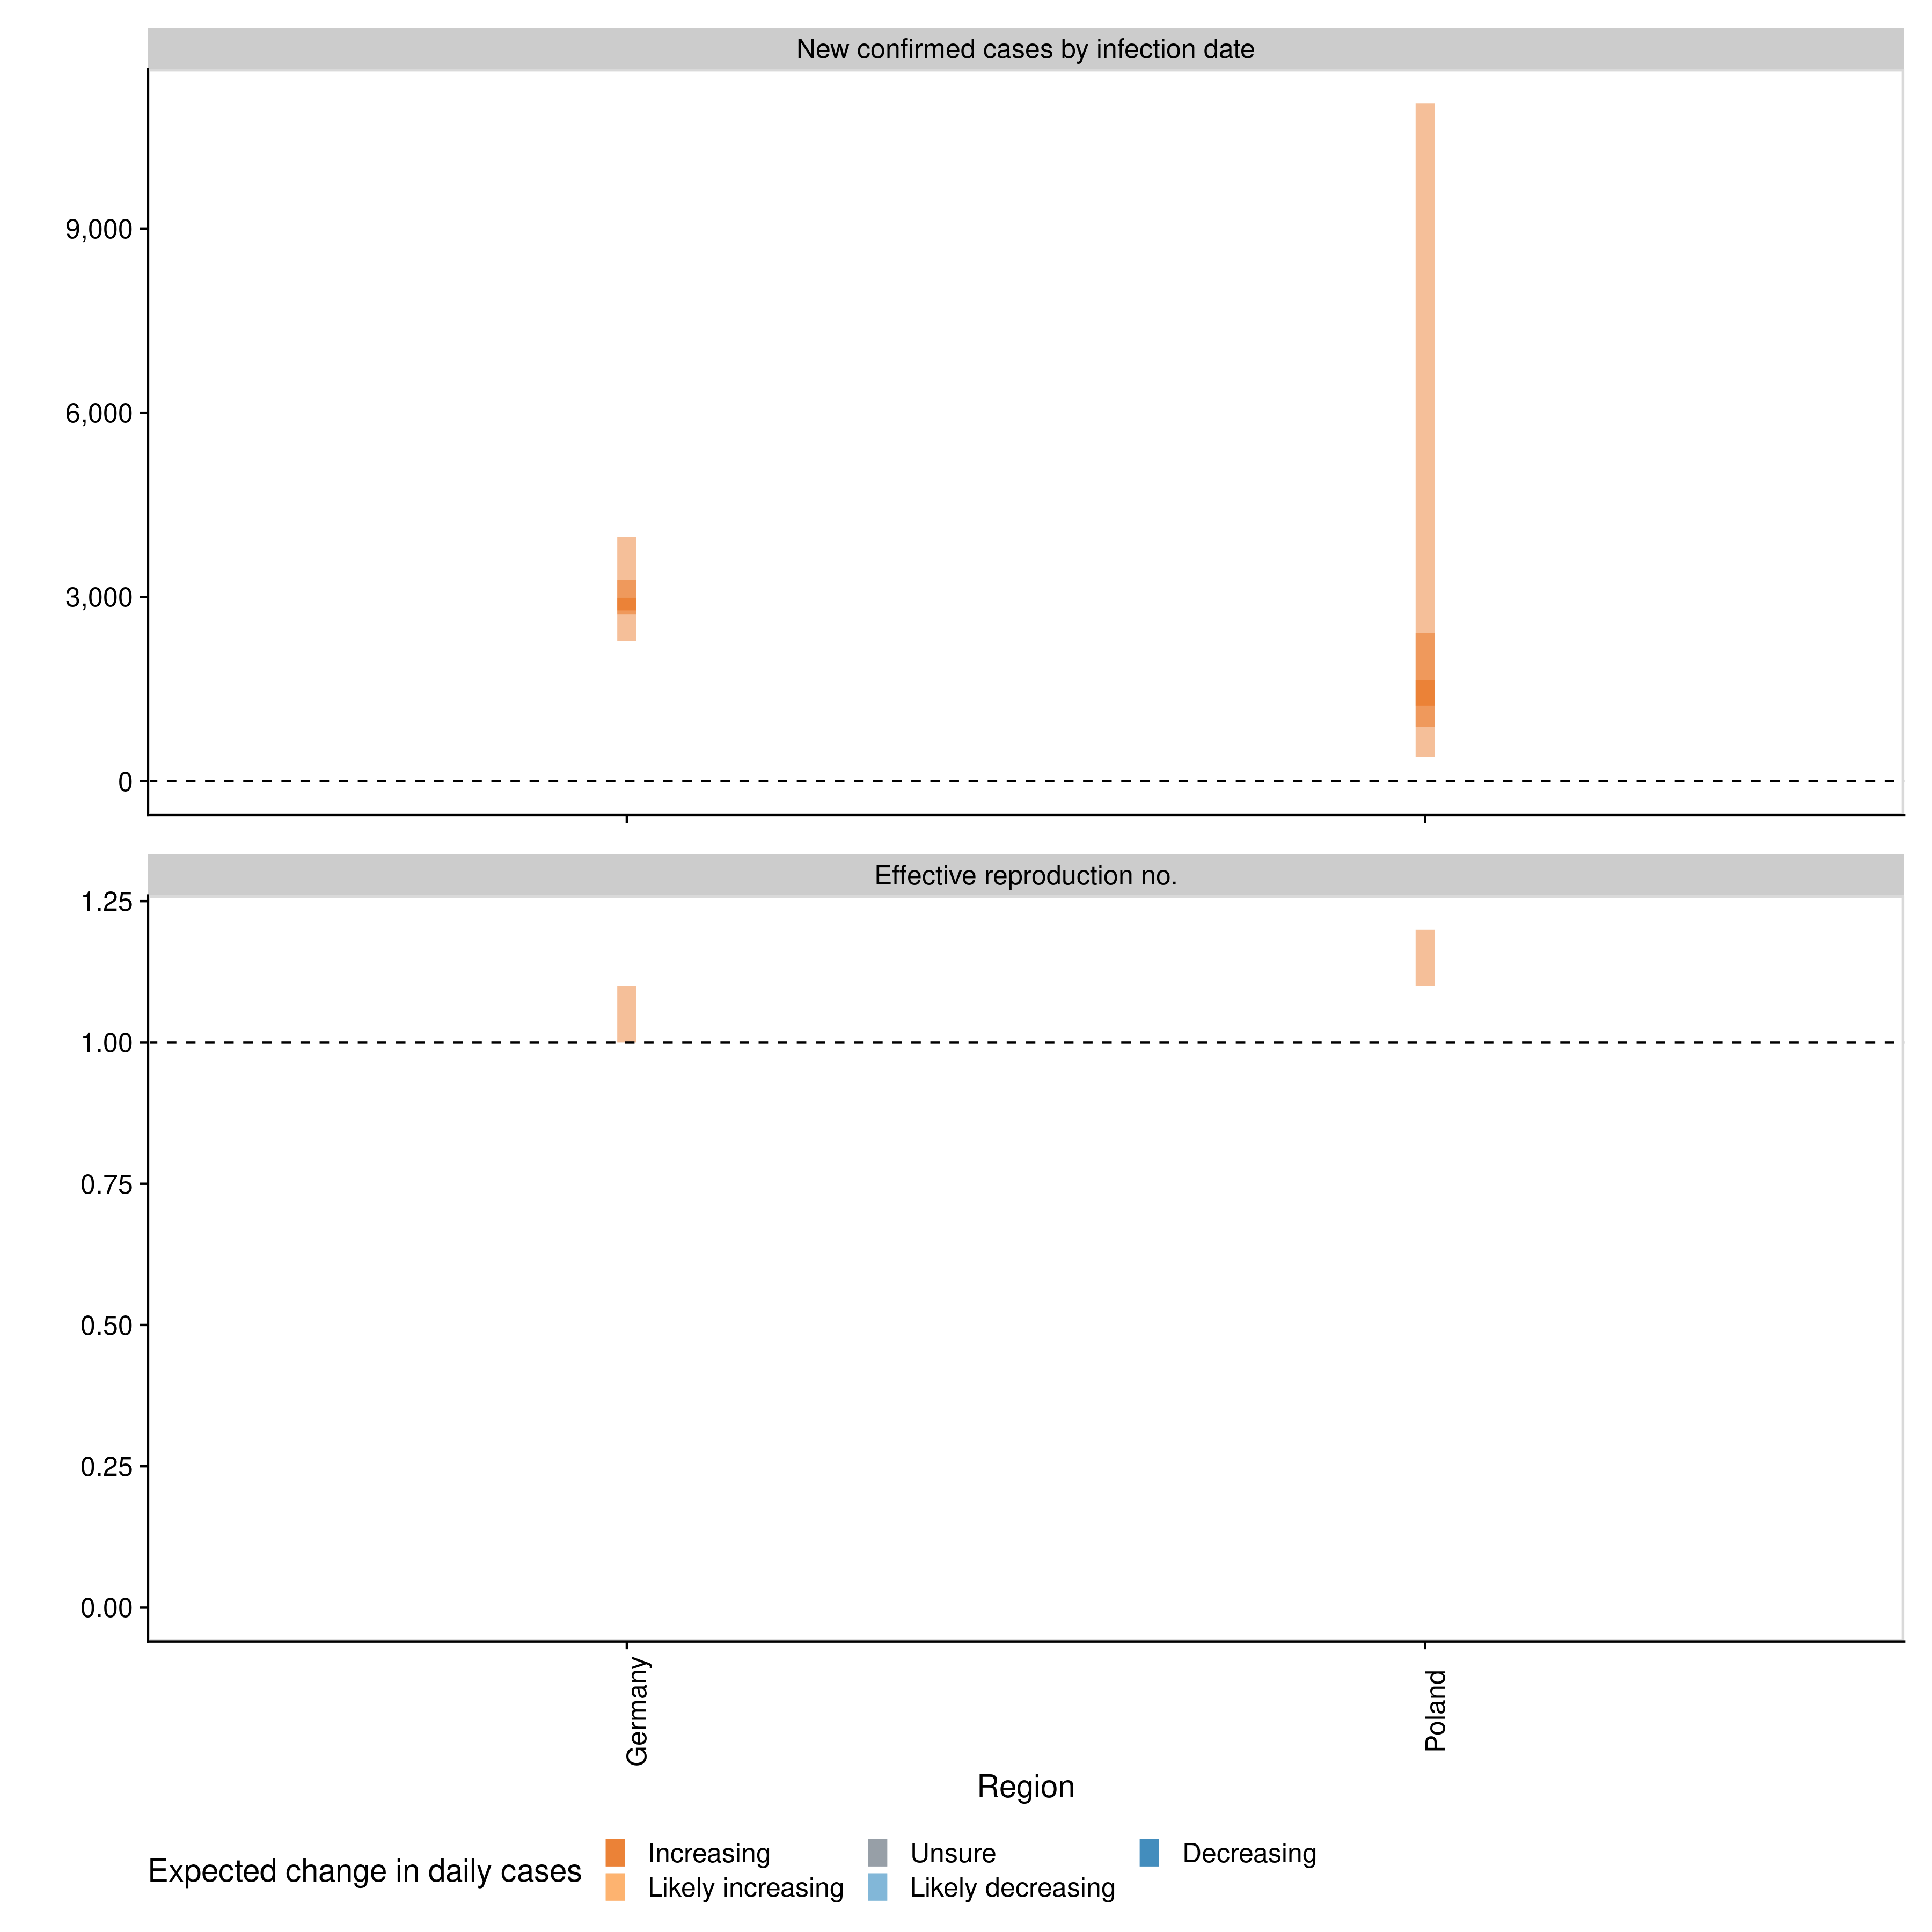 New confirmed cases by infection date
9,000
6,000
3,000
0
Effective reproduction no.
1.25
1.00
0.75
0.50
0.25
0.00
Germany
Poland
Region
Expected change in daily cases
Increasing
Unsure
Decreasing
Likely increasing
Likely decreasing